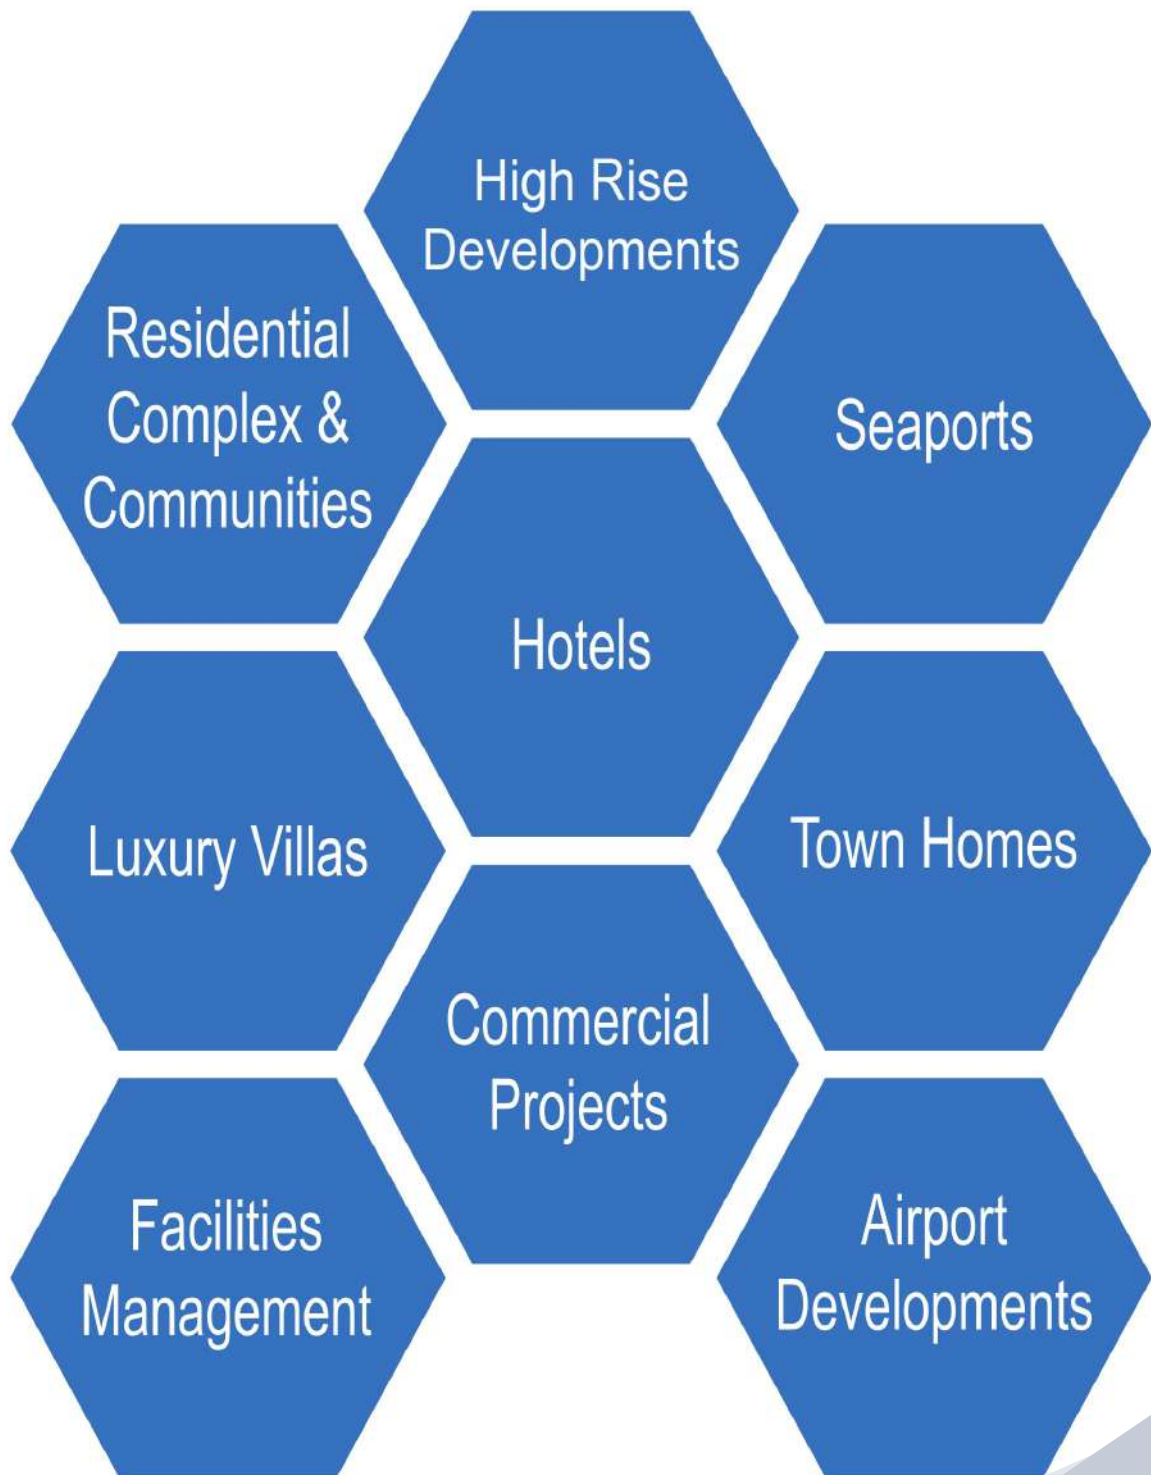 High Rise
Developments
Residential
Complex &
Communities
Seaports
Hotels
Luxury Villas
Town Homes
Commercial
Projects
Facilities
Management
Airport
Developments